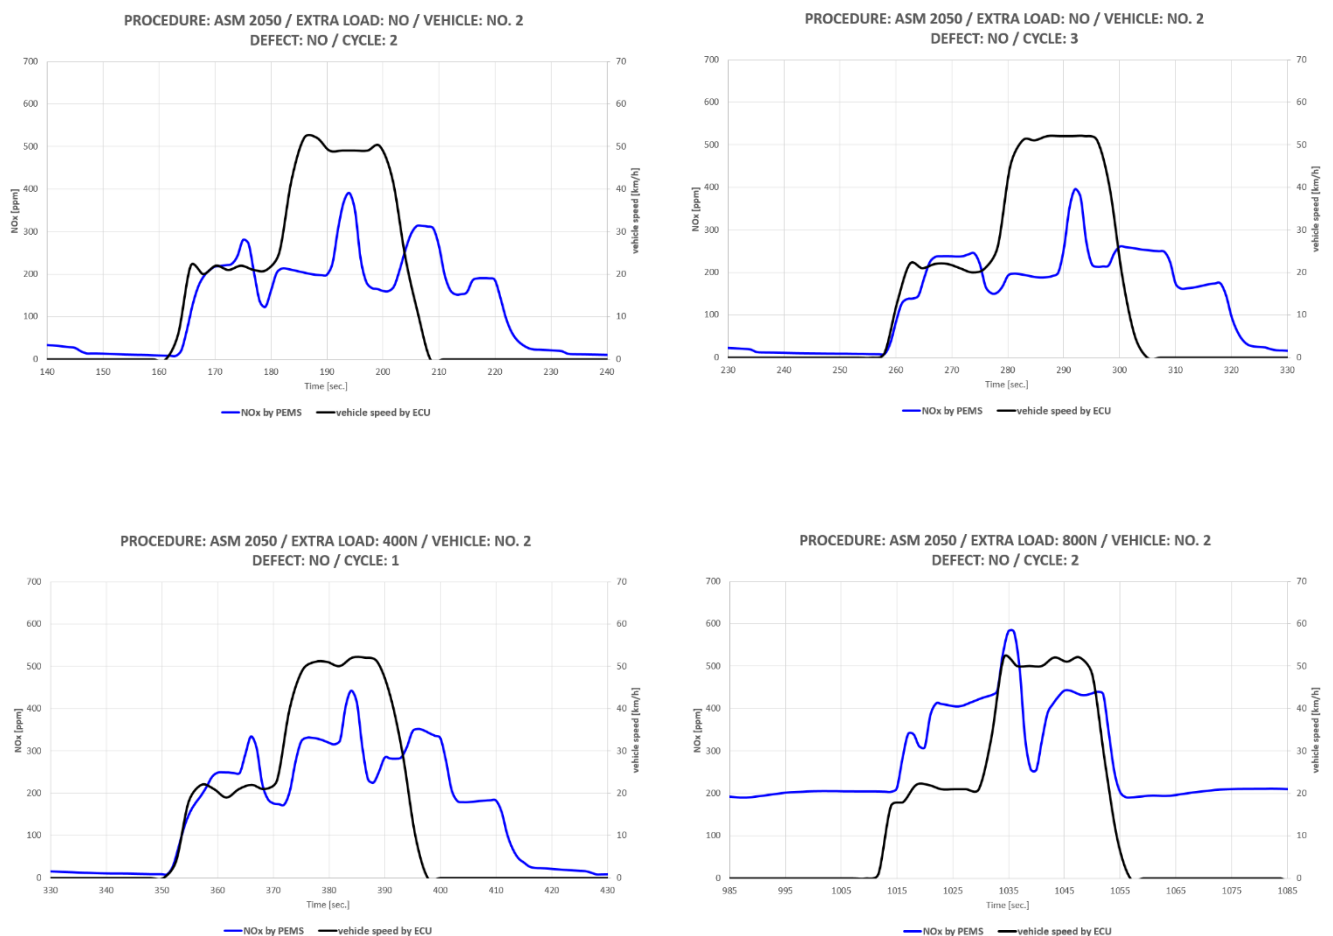 PROCEDURE: ASM 2050 / EXTRA LOAD: NO / VEHICLE: NO. 2
DEFECT: NO / CYCLE: 2
700
600
500
400
300
200
100
0
NOx [ppm]
70
60
50
40
30
20
10
0
vehicle speed [km/h]
140 150 160 170 180 190 200 210 220 230 240
Time [sec.]
NOx by PEMS vehicle speed by ECU
PROCEDURE: ASM 2050 / EXTRA LOAD: NO / VEHICLE: NO. 2
DEFECT: NO / CYCLE: 3
700
600
500
400
300
200
100
0
NOx [ppm]
70
60
50
40
30
20
10
0
vehicle speed [km/h]
230 240 250 260 270 280 290 300 310 320 330
Time [sec.]
NOx by PEMS vehicle speed by ECU
PROCEDURE: ASM 2050 / EXTRA LOAD: 400N / VEHICLE: NO. 2
DEFECT: NO / CYCLE: 1
700
600
500
400
300
200
100
0
NOx [ppm]
70
60
50
40
30
20
10
0
vehicle speed [km/h]
330 340 350 360 370 380 390 400 410 420 430
Time [sec.]
NOx by PEMS vehicle speed by ECU
PROCEDURE: ASM 2050 / EXTRA LOAD: 800N / VEHICLE: NO. 2
DEFECT: NO / CYCLE: 2
700
600
500
400
300
200
100
0
NOx [ppm]
70
60
50
40
30
20
10
0
vehicle speed [km/h]
985 995 1005 1015 1025 1035 1045 1055 1065 1075 1085
Time [sec.]
NOx by PEMS vehicle speed by ECU